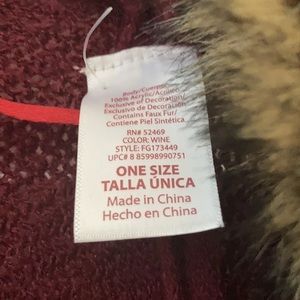 Body/Cuerpo:
100% Acrylic/Acrílico
Exclusive of Decoration/
Exclusivo de Decoración
Contains Faux Fur/
Contiene Piel Sintética.
RN# 52469
COLOR: WINE
STYLE: FG173449
UPC# 8 85998990751
ONE SIZE
TALLA ÚNICA
Made in China
Hecho en China